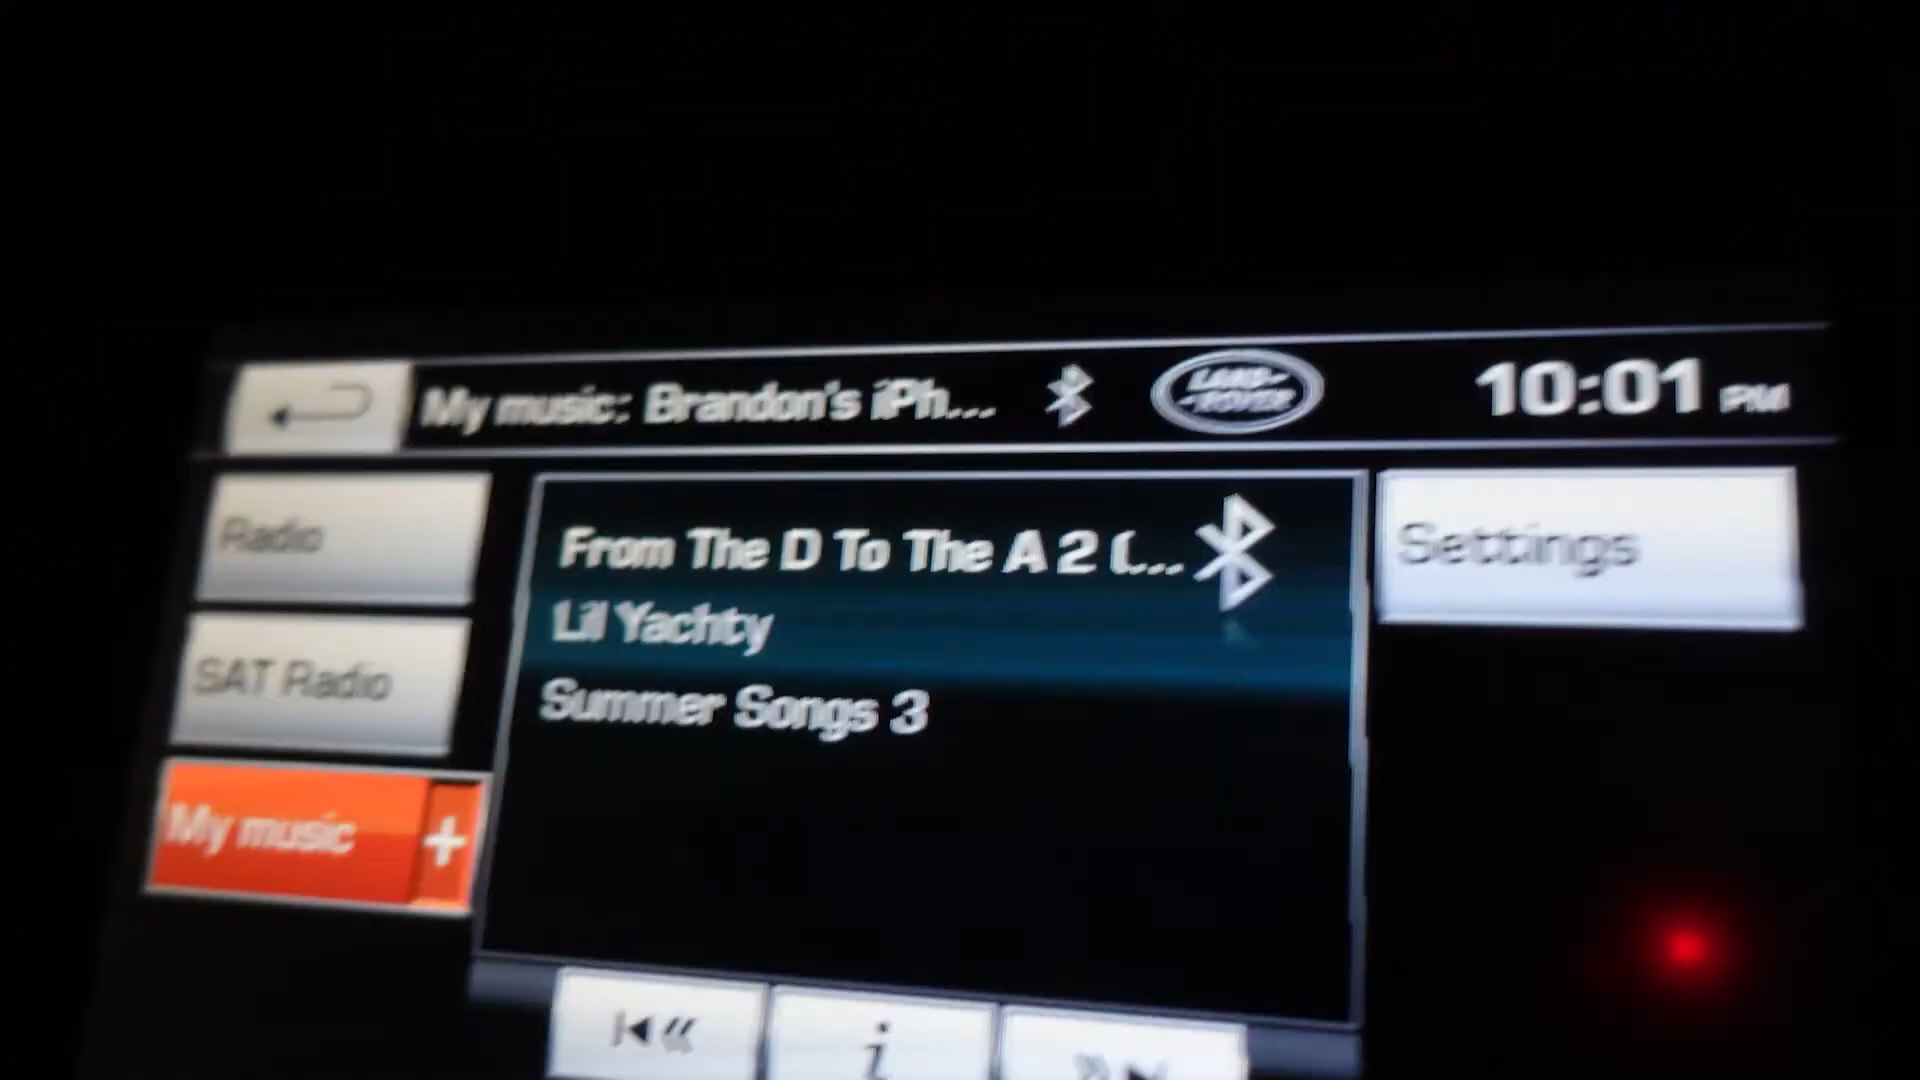 My music: Brandon's iPh...
LAND-
-ROVER
10:01 PM
Radio
SAT Radio
My music +
From The D To The A 2 (...
Lil Yachty
Summer Songs 3
Settings
i